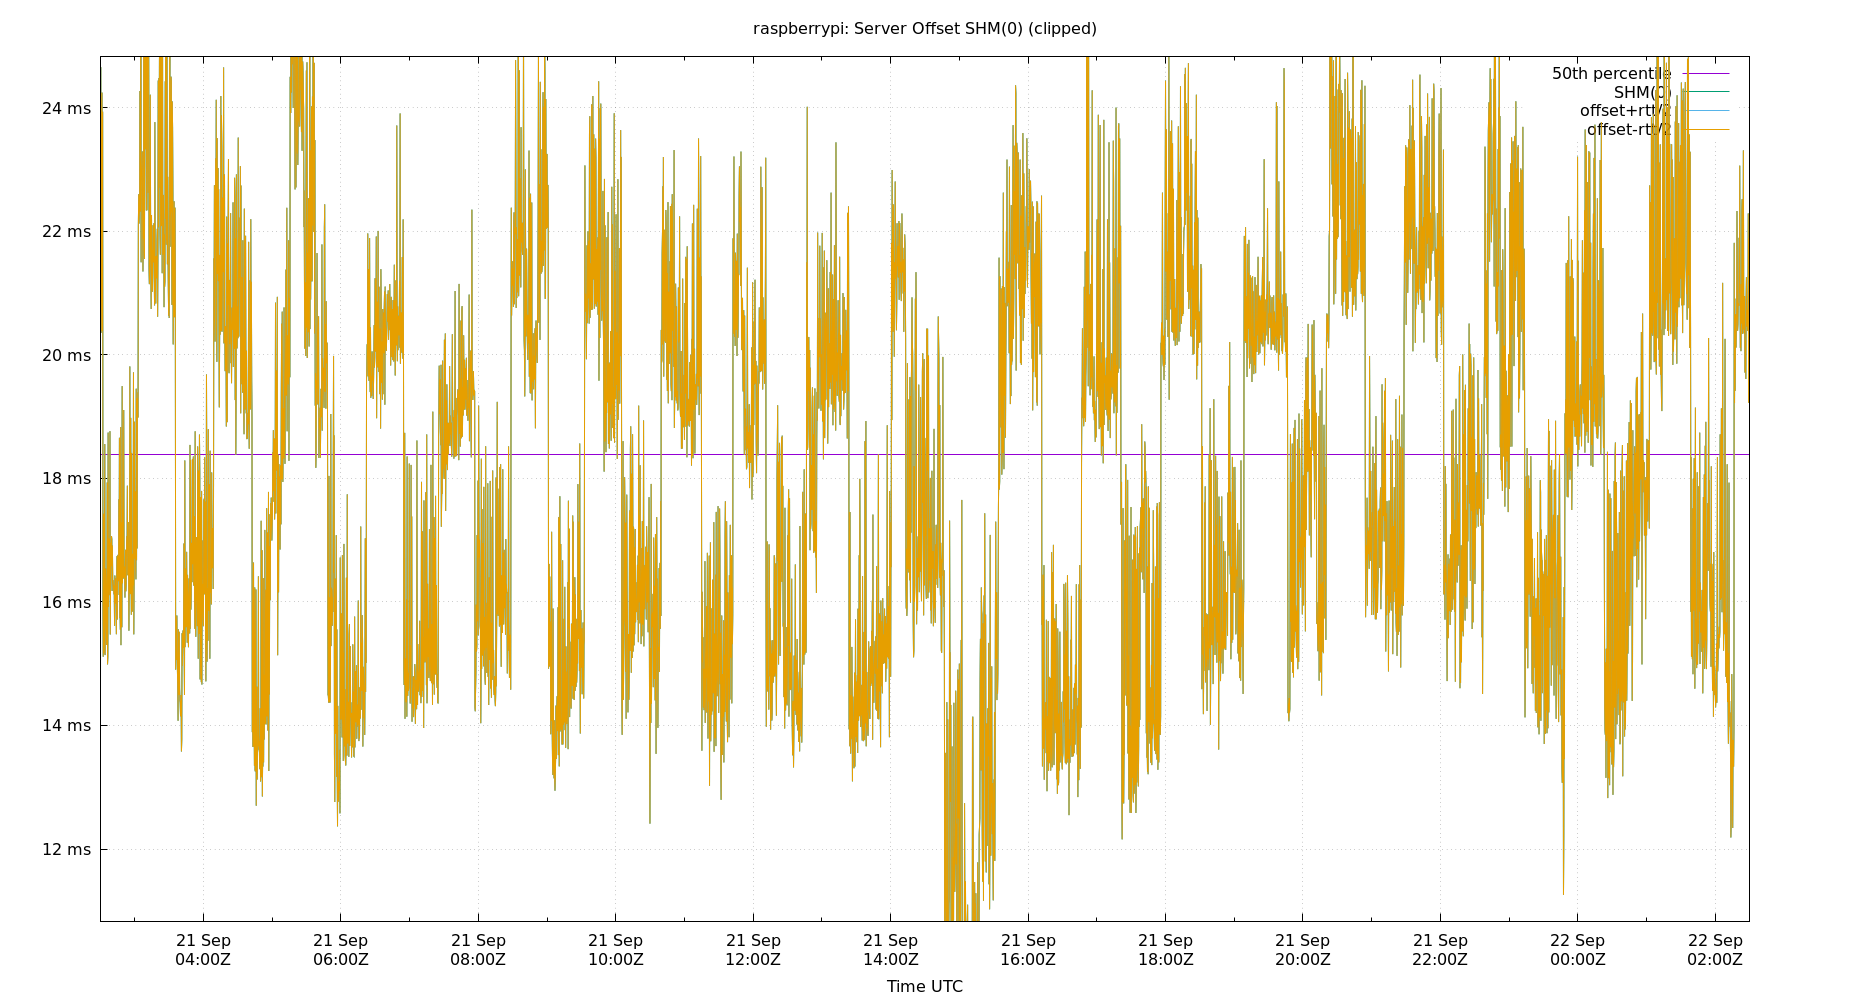 raspberrypi: Server Offset SHM(0) (clipped)
50th percentile
SHM(0)
offset+rtt/2
offset-rtt/2
24 ms
22 ms
20 ms
18 ms
16 ms
14 ms
12 ms
21 Sep 21 Sep 21 Sep 21 Sep 21 Sep 21 Sep 21 Sep 21 Sep 21 Sep 21 Sep 22 Sep 22 Sep
04:00Z 06:00Z 08:00Z 10:00Z 12:00Z 14:00Z 16:00Z 18:00Z 20:00Z 22:00Z 00:00Z 02:00Z
Time UTC